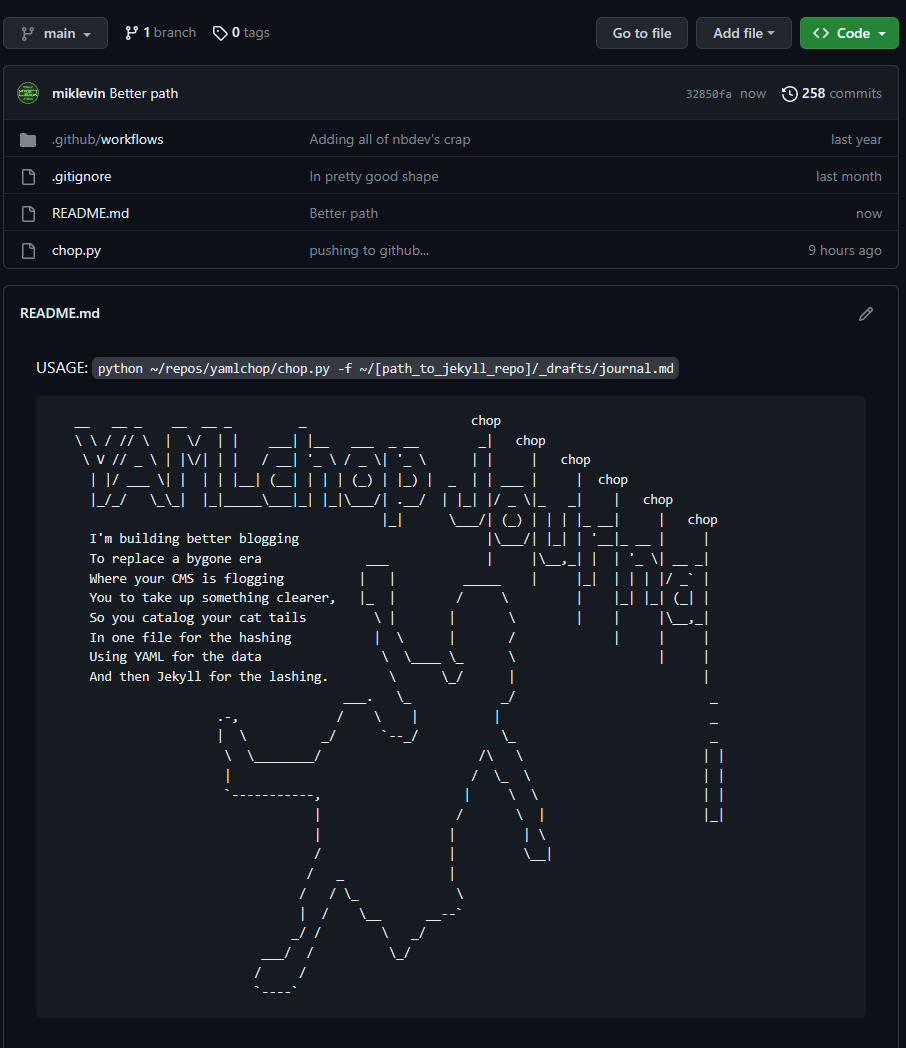 main
1 branch
0 tags
Go to file
Add file
Code
miklevin Better path
32850fa now
258 commits
.github/workflows
Adding all of nbdev's crap
last year
.gitignore
In pretty good shape
last month
README.md
Better path
now
chop.py
pushing to github...
9 hours ago
README.md
USAGE: python ~/repos/yamlchop/chop.py -f ~/[path_to_jekyll_repo]/_drafts/journal.md
chop
chop
chop
chop
chop
chop
YAMLchop Journaling
I'm building better blogging
To replace a bygone era
Where your CMS is flogging
You to take up something clearer,
So you catalog your cat tails
In one file for the hashing
Using YAML for the data
And then Jekyll for the lashing.